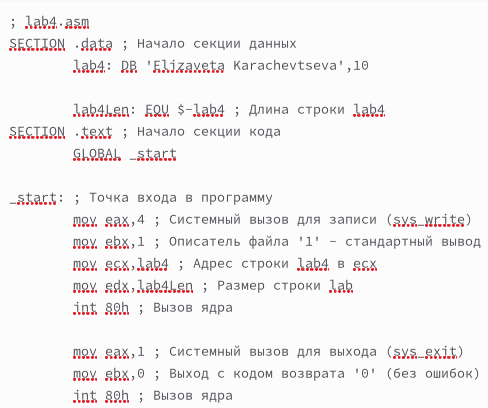 ; lab4.asm
SECTION .data ; Начало секции данных
lab4: DB 'Elizaveta Karachevtseva',10
lab4Len: EQU $-lab4 ; Длина строки lab4
SECTION .text ; Начало секции кода
GLOBAL _start
_start: ; Точка входа в программу
mov eax,4 ; Системный вызов для записи (sys_write)
mov ebx,1 ; Описатель файла '1' - стандартный вывод
mov ecx,lab4 ; Адрес строки lab4 в ecx
mov edx,lab4Len ; Размер строки lab
int 80h ; Вызов ядра
mov eax,1 ; Системный вызов для выхода (sys_exit)
mov ebx,0 ; Выход с кодом возврата '0' (без ошибок)
int 80h ; Вызов ядра